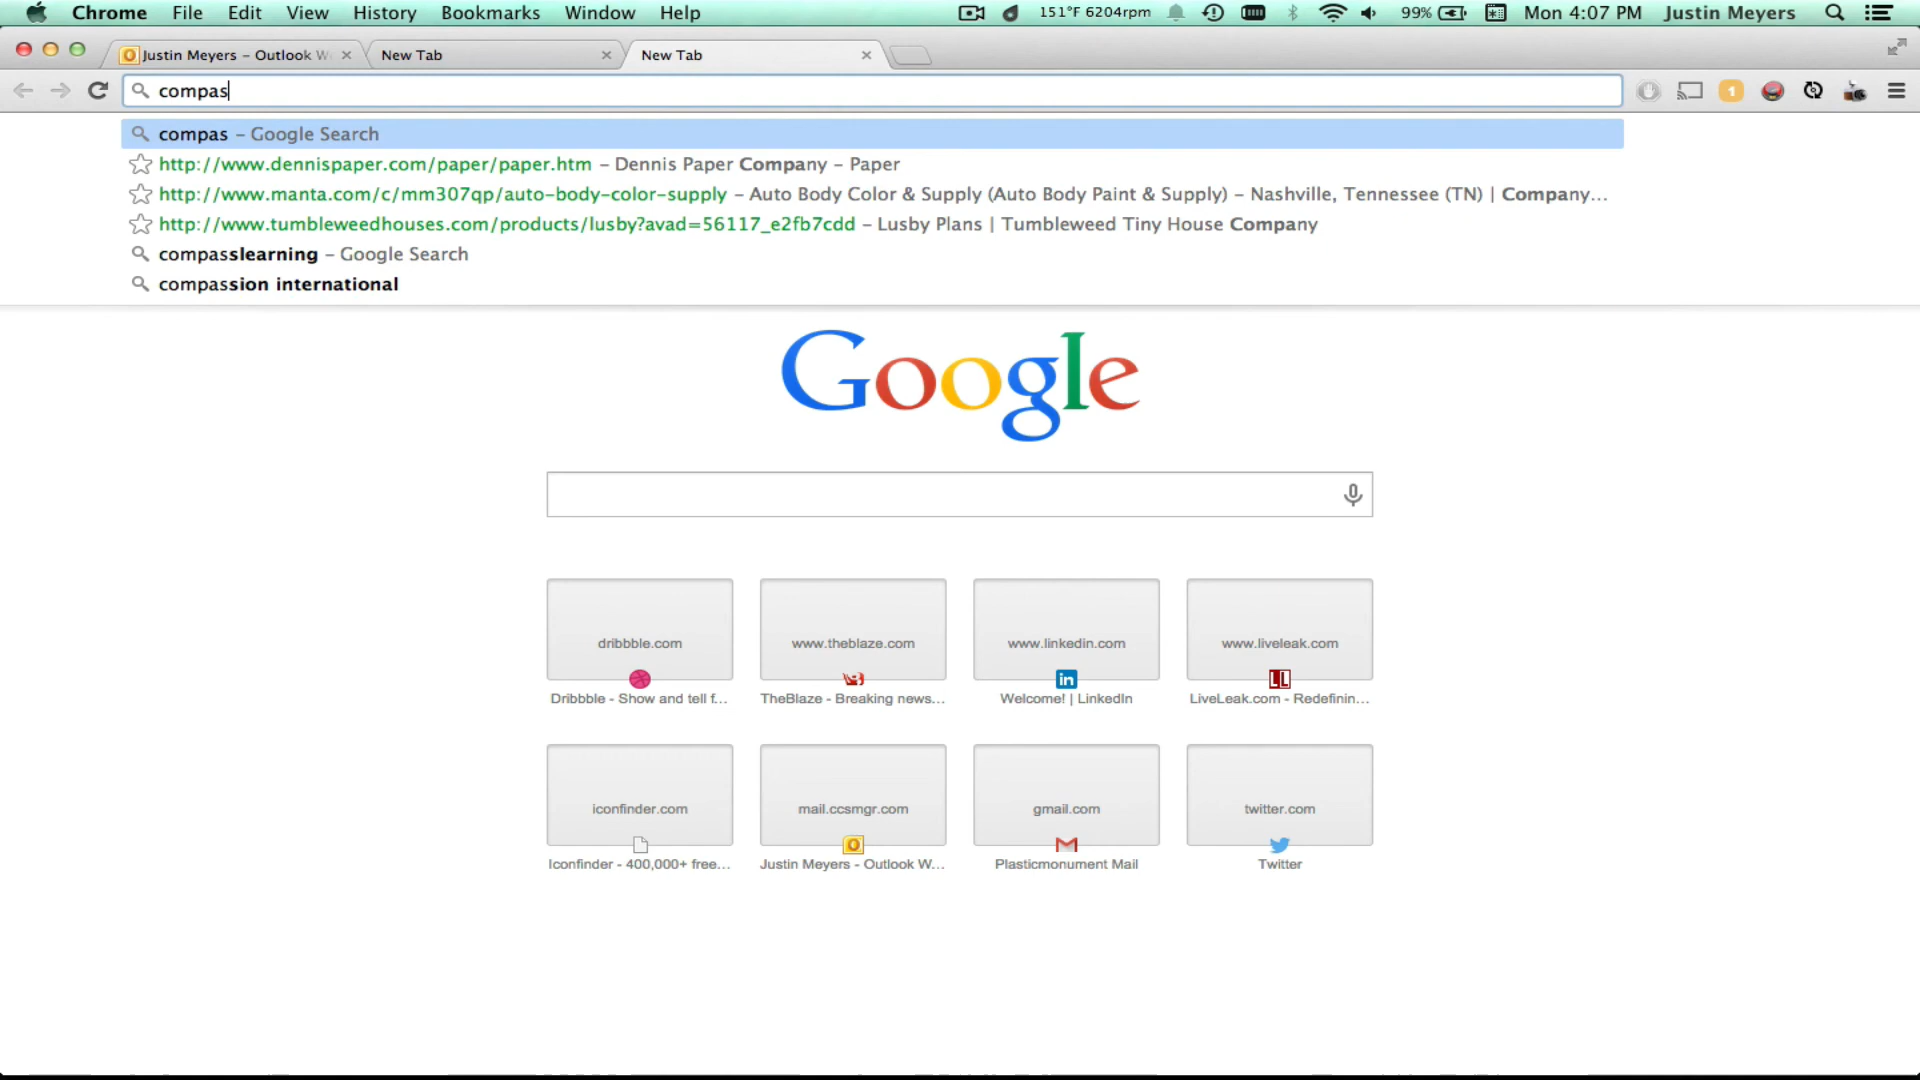 Chrome File Edit View History Bookmarks Window Help 151°F 6204rpm 99% Mon 4:07 PM Justin Meyers
Justin Meyers – Outlook W New Tab New Tab
compas
1
compas – Google Search
http://www.dennispaper.com/paper/paper.htm – Dennis Paper Company – Paper
http://www.manta.com/c/mm307qp/auto-body-color-supply – Auto Body Color & Supply (Auto Body Paint & Supply) – Nashville, Tennessee (TN) | Company...
http://www.tumbleweedhouses.com/products/lusby?avad=56117_e2fb7cdd – Lusby Plans | Tumbleweed Tiny House Company
compasslearning – Google Search
compassion international
Google
dribbble.com www.theblaze.com www.linkedin.com www.liveleak.com
Dribbble - Show and tell f... TheBlaze - Breaking news... Welcome! | LinkedIn LiveLeak.com - Redefinin...
iconfinder.com mail.ccsmgr.com gmail.com twitter.com
Iconfinder - 400,000+ free... Justin Meyers - Outlook W... Plasticmonument Mail Twitter